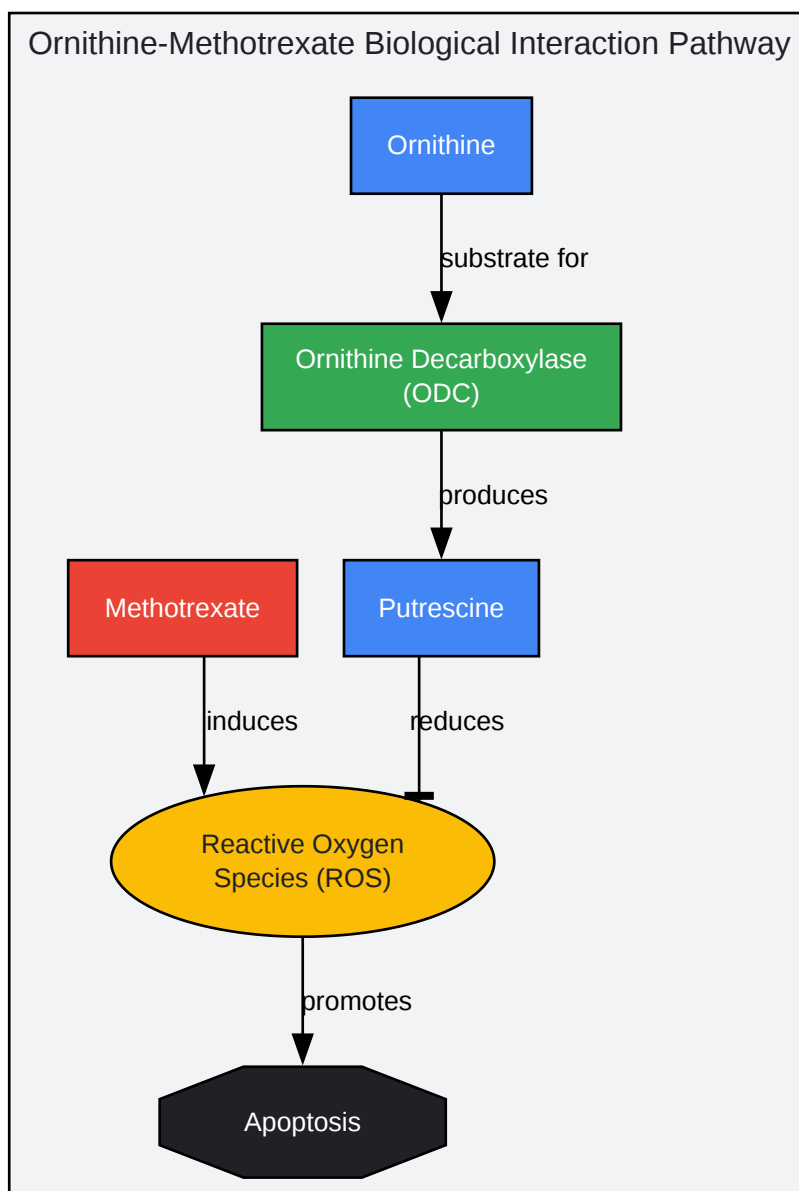 Ornithine-Methotrexate Biological Interaction Pathway
Ornithine
substrate for
Ornithine Decarboxylase
(ODC)
produces
Methotrexate
Putrescine
induces
reduces
Reactive Oxygen
Species (ROS)
promotes
Apoptosis